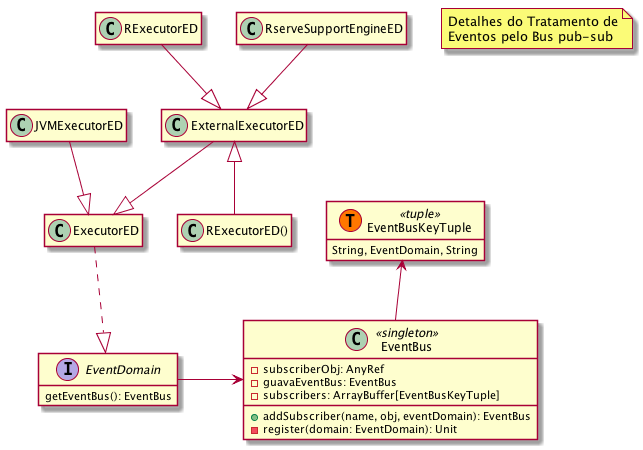 C RExecutorED
C RserveSupportEngineED
Detalhes do Tratamento de
Eventos pelo Bus pub-sub
C JVMExecutorED
C ExternalExecutorED
C ExecutorED
C RExecutorED()
T «tuple»
EventBusKeyTuple
String, EventDomain, String
I EventDomain
getEventBus(): EventBus
C «singleton»
EventBus
subscriberObj: AnyRef
guavaEventBus: EventBus
subscribers: ArrayBuffer[EventBusKeyTuple]
addSubscriber(name, obj, eventDomain): EventBus
register(domain: EventDomain): Unit